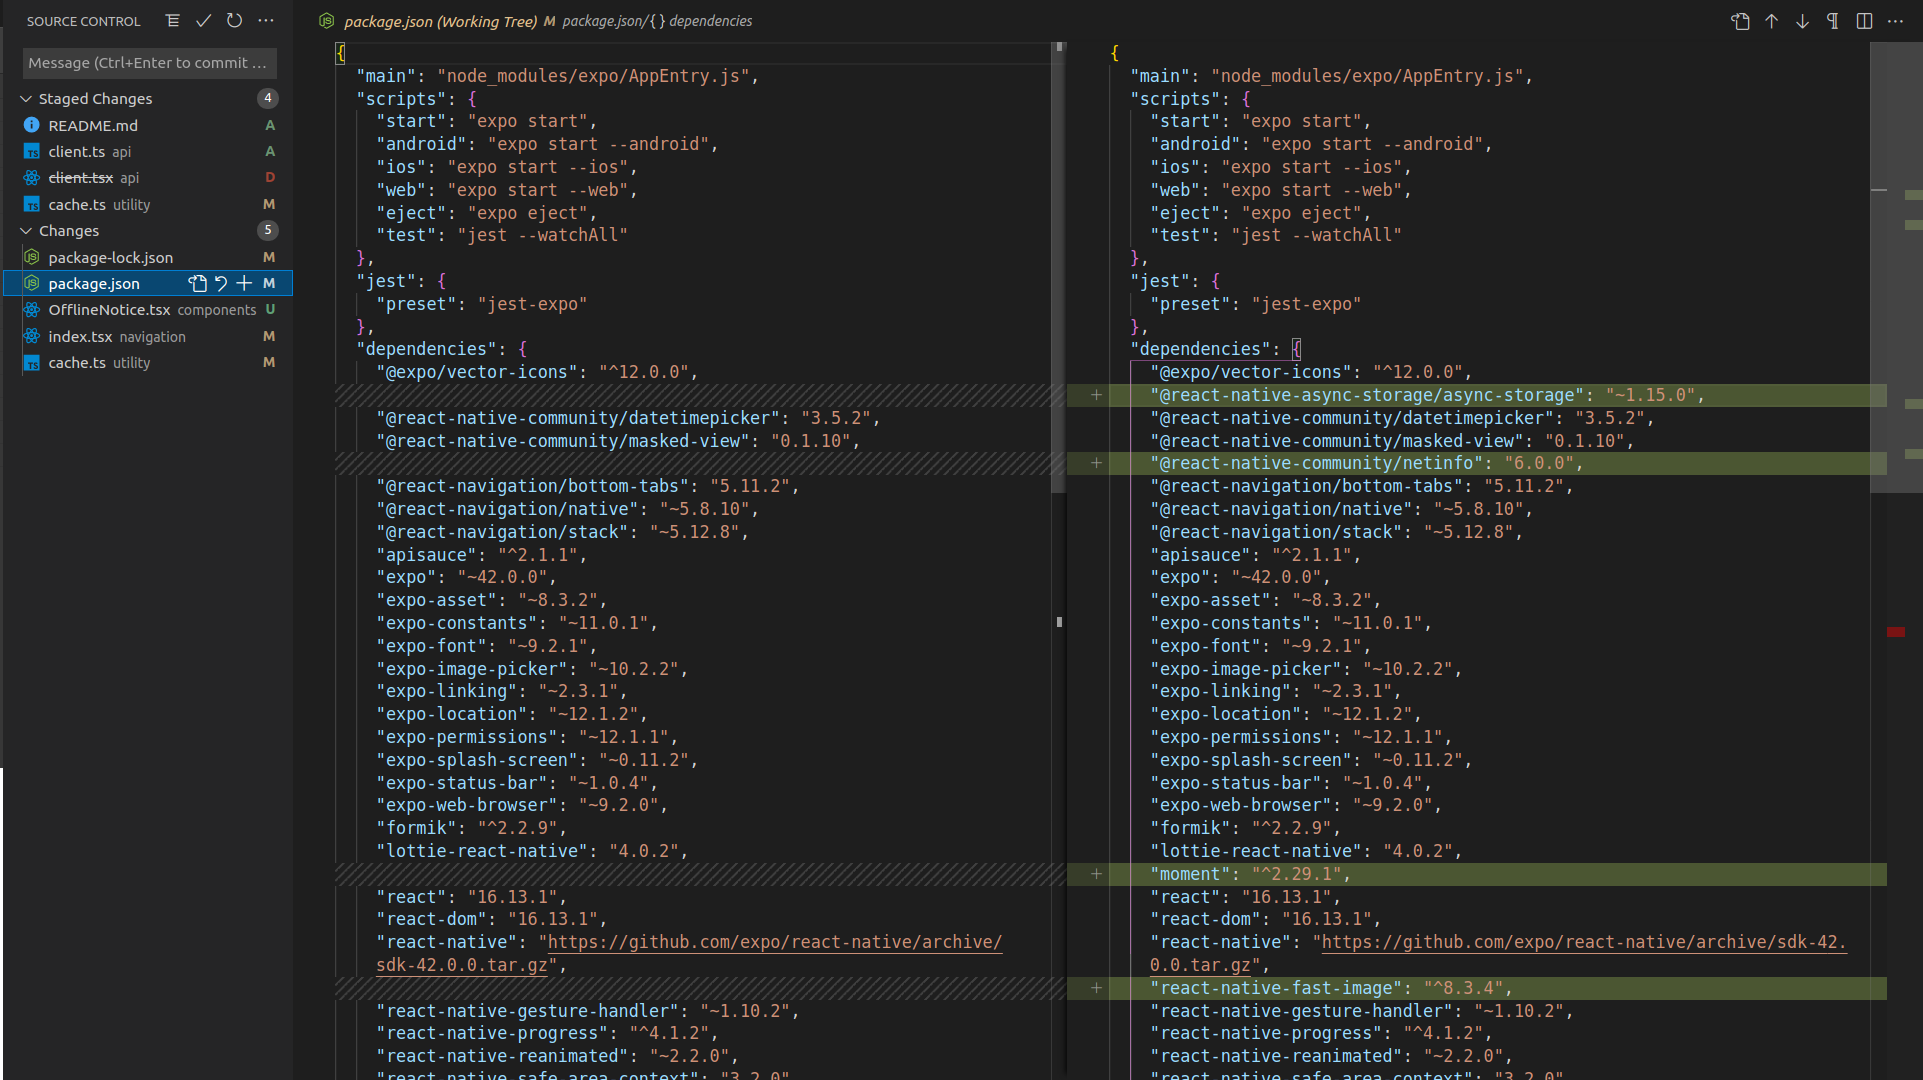 SOURCE CONTROL
Message (Ctrl+Enter to commit ...
Staged Changes 4
README.md A
client.ts api A
client.tsx api D
cache.ts utility M
Changes 5
package-lock.json M
package.json M
OfflineNotice.tsx components U
index.tsx navigation M
cache.ts utility M
package.json (Working Tree) M package.json/{ } dependencies
{
"main": "node_modules/expo/AppEntry.js",
"scripts": {
"start": "expo start",
"android": "expo start --android",
"ios": "expo start --ios",
"web": "expo start --web",
"eject": "expo eject",
"test": "jest --watchAll"
},
"jest": {
"preset": "jest-expo"
},
"dependencies": {
"@expo/vector-icons": "^12.0.0",
"@react-native-community/datetimepicker": "3.5.2",
"@react-native-community/masked-view": "0.1.10",
"@react-navigation/bottom-tabs": "5.11.2",
"@react-navigation/native": "~5.8.10",
"@react-navigation/stack": "~5.12.8",
"apisauce": "^2.1.1",
"expo": "~42.0.0",
"expo-asset": "~8.3.2",
"expo-constants": "~11.0.1",
"expo-font": "~9.2.1",
"expo-image-picker": "~10.2.2",
"expo-linking": "~2.3.1",
"expo-location": "~12.1.2",
"expo-permissions": "~12.1.1",
"expo-splash-screen": "~0.11.2",
"expo-status-bar": "~1.0.4",
"expo-web-browser": "~9.2.0",
"formik": "^2.2.9",
"lottie-react-native": "4.0.2",
"react": "16.13.1",
"react-dom": "16.13.1",
"react-native": "https://github.com/expo/react-native/archive/
sdk-42.0.0.tar.gz",
"react-native-gesture-handler": "~1.10.2",
"react-native-progress": "^4.1.2",
"react-native-reanimated": "~2.2.0",
"react-native-safe-area-context": "3.2.0"
{
"main": "node_modules/expo/AppEntry.js",
"scripts": {
"start": "expo start",
"android": "expo start --android",
"ios": "expo start --ios",
"web": "expo start --web",
"eject": "expo eject",
"test": "jest --watchAll"
},
"jest": {
"preset": "jest-expo"
},
"dependencies": {
"@expo/vector-icons": "^12.0.0",
+ "@react-native-async-storage/async-storage": "~1.15.0",
"@react-native-community/datetimepicker": "3.5.2",
"@react-native-community/masked-view": "0.1.10",
+ "@react-native-community/netinfo": "6.0.0",
"@react-navigation/bottom-tabs": "5.11.2",
"@react-navigation/native": "~5.8.10",
"@react-navigation/stack": "~5.12.8",
"apisauce": "^2.1.1",
"expo": "~42.0.0",
"expo-asset": "~8.3.2",
"expo-constants": "~11.0.1",
"expo-font": "~9.2.1",
"expo-image-picker": "~10.2.2",
"expo-linking": "~2.3.1",
"expo-location": "~12.1.2",
"expo-permissions": "~12.1.1",
"expo-splash-screen": "~0.11.2",
"expo-status-bar": "~1.0.4",
"expo-web-browser": "~9.2.0",
"formik": "^2.2.9",
"lottie-react-native": "4.0.2",
+ "moment": "^2.29.1",
"react": "16.13.1",
"react-dom": "16.13.1",
"react-native": "https://github.com/expo/react-native/archive/sdk-42.
0.0.tar.gz",
+ "react-native-fast-image": "^8.3.4",
"react-native-gesture-handler": "~1.10.2",
"react-native-progress": "^4.1.2",
"react-native-reanimated": "~2.2.0",
"react-native-safe-area-context": "3.2.0"